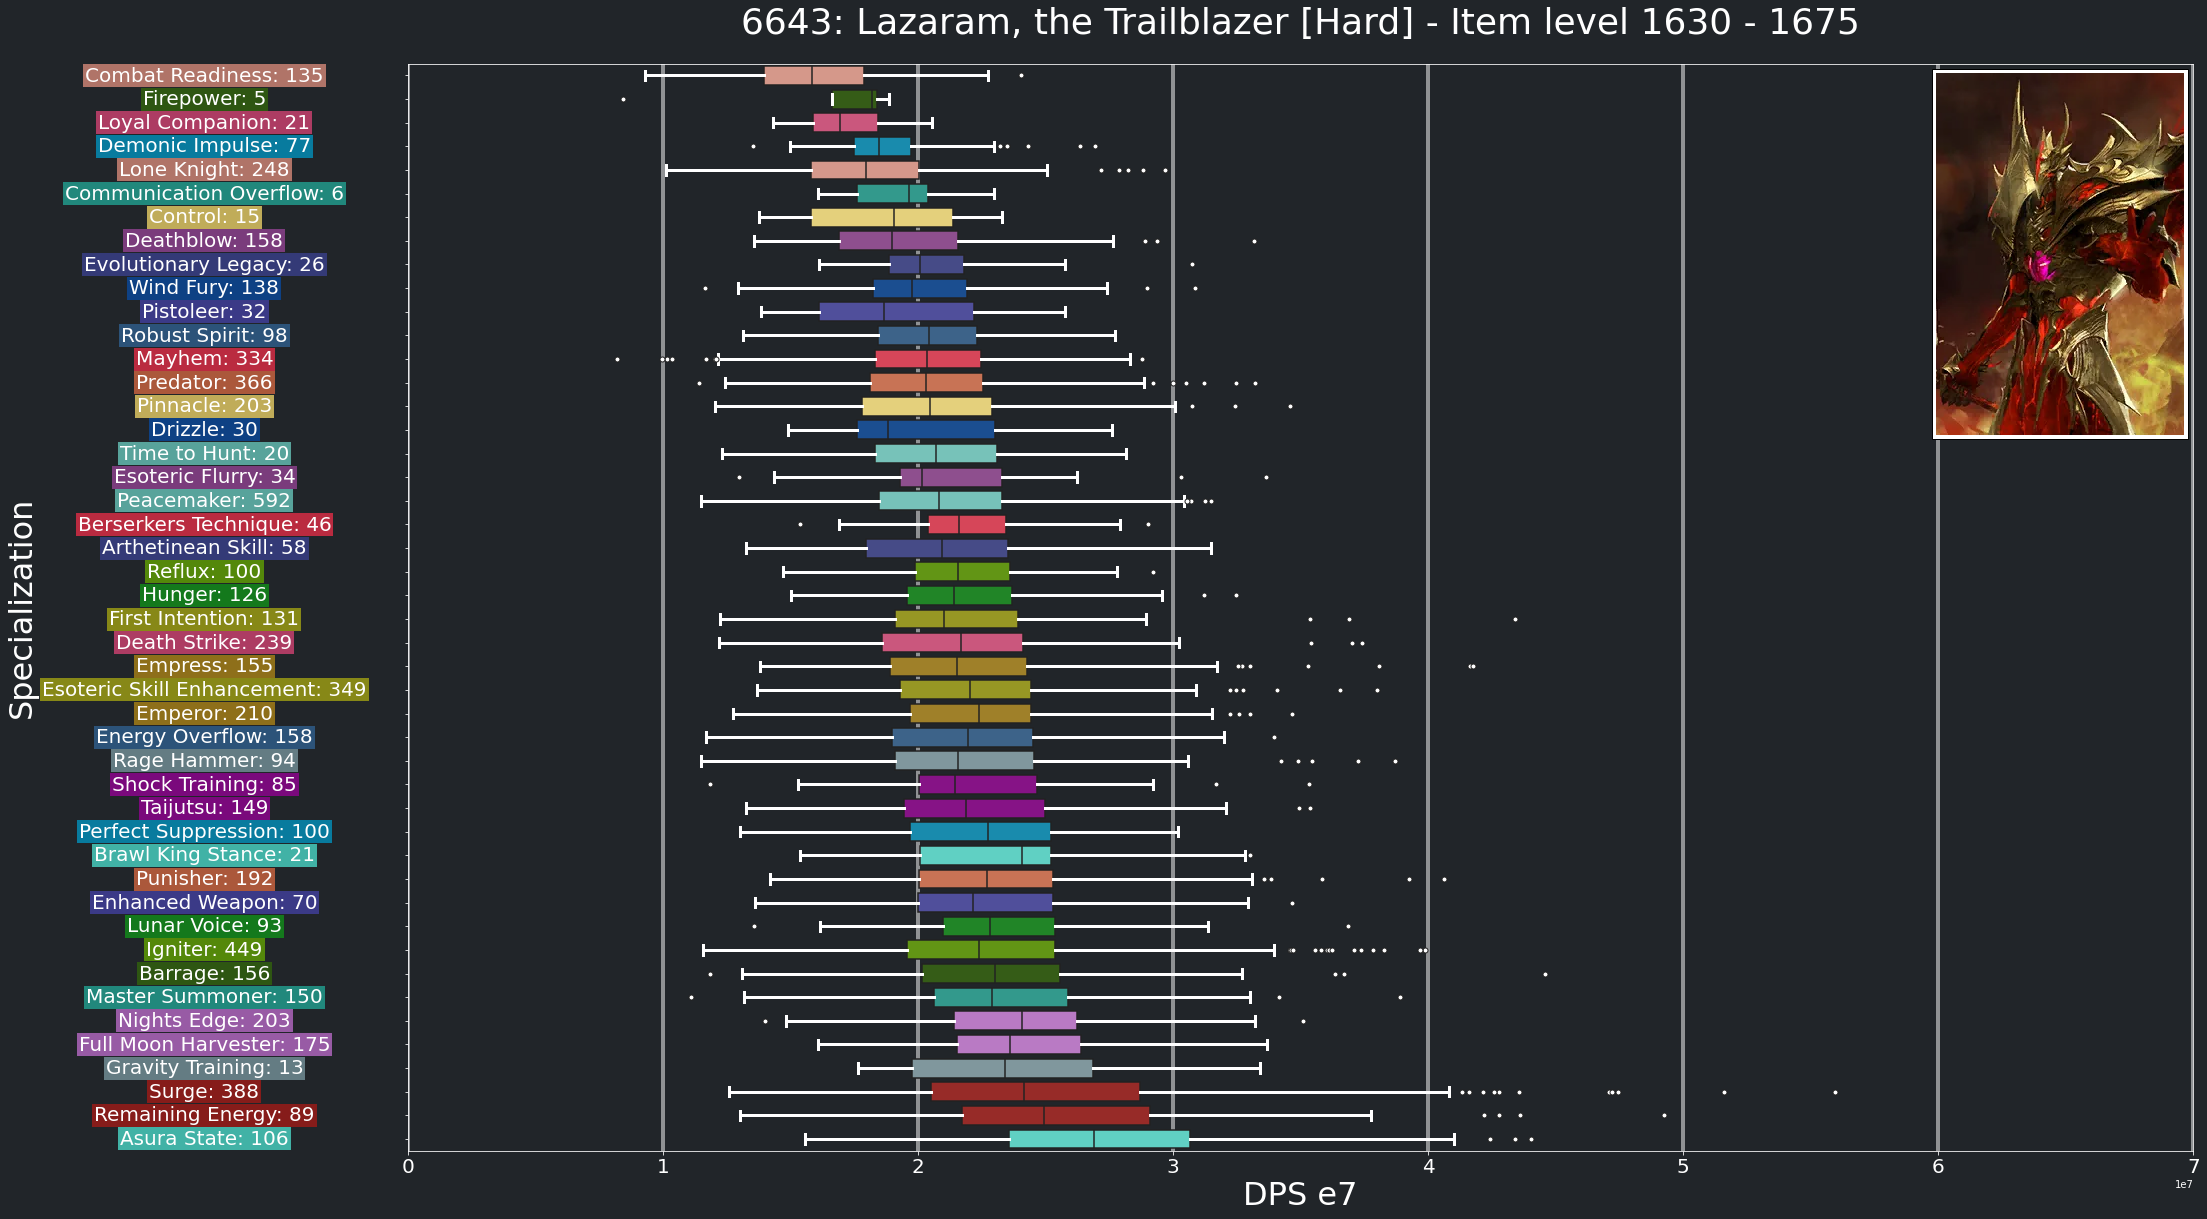 6643: Lazaram, the Trailblazer [Hard] - Item level 1630 - 1675
Specialization
Combat Readiness: 135
Firepower: 5
Loyal Companion: 21
Demonic Impulse: 77
Lone Knight: 248
Communication Overflow: 6
Control: 15
Deathblow: 158
Evolutionary Legacy: 26
Wind Fury: 138
Pistoleer: 32
Robust Spirit: 98
Mayhem: 334
Predator: 366
Pinnacle: 203
Drizzle: 30
Time to Hunt: 20
Esoteric Flurry: 34
Peacemaker: 592
Berserkers Technique: 46
Arthetinean Skill: 58
Reflux: 100
Hunger: 126
First Intention: 131
Death Strike: 239
Empress: 155
Esoteric Skill Enhancement: 349
Emperor: 210
Energy Overflow: 158
Rage Hammer: 94
Shock Training: 85
Taijutsu: 149
Perfect Suppression: 100
Brawl King Stance: 21
Punisher: 192
Enhanced Weapon: 70
Lunar Voice: 93
Igniter: 449
Barrage: 156
Master Summoner: 150
Nights Edge: 203
Full Moon Harvester: 175
Gravity Training: 13
Surge: 388
Remaining Energy: 89
Asura State: 106
0 1 2 3 4 5 6 7
1e7
DPS e7